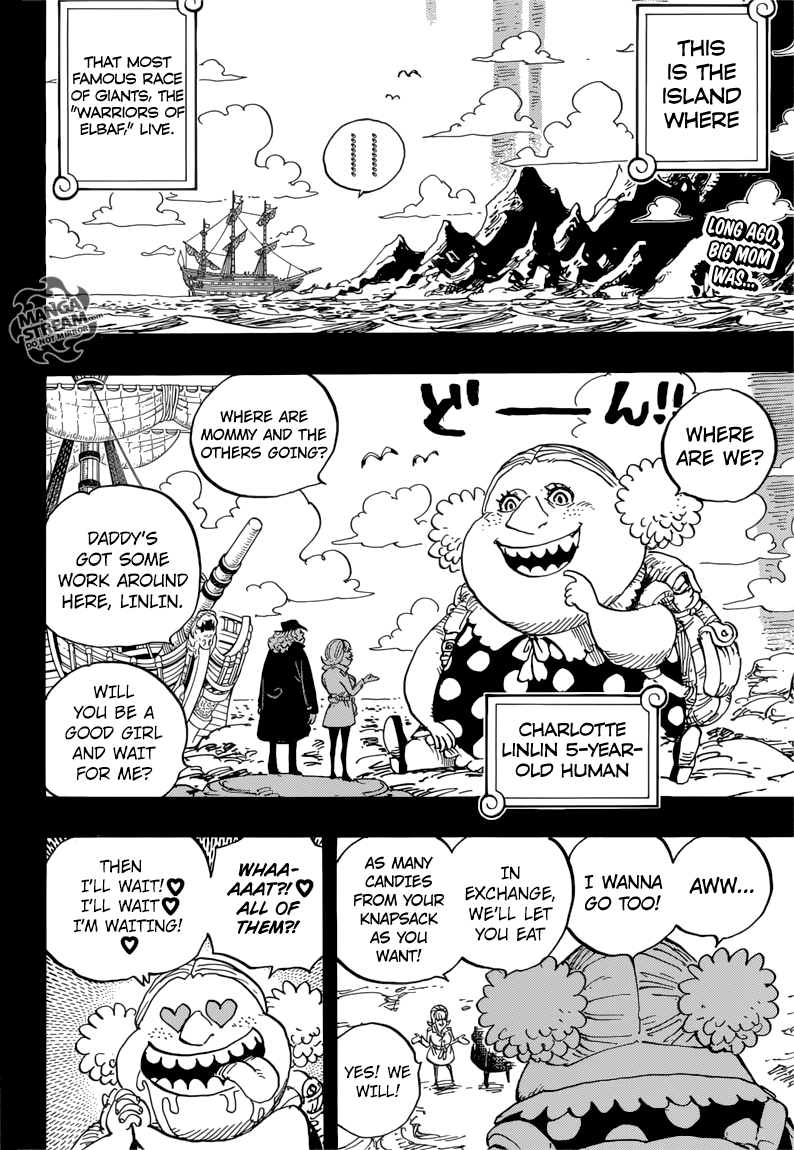 THIS
IS THE
ISLAND
WHERE
THAT MOST
FAMOUS RACE
OF GIANTS, THE
"WARRIORS OF
ELBAF," LIVE.
!!
LONG AGO,
BIG MOM
WAS...
MANGA
STREAM.com
DO NOT MIRROR
どーん!!
WHERE
ARE WE?
WHERE ARE
MOMMY AND THE
OTHERS GOING?
DADDY'S
GOT SOME
WORK AROUND
HERE, LINLIN.
WILL
YOU BE A
GOOD GIRL
AND WAIT
FOR ME?
CHARLOTTE
LINLIN 5-YEAR-
OLD HUMAN
AWW...
I WANNA
GO TOO!
IN
EXCHANGE,
WE'LL LET
YOU EAT
AS MANY
CANDIES
FROM YOUR
KNAPSACK
AS YOU
WANT!
YES! WE
WILL!
WHAA-
AAAT?!♥
ALL OF
THEM?!
THEN
I'LL WAIT!♥
I'LL WAIT♥
I'M WAITING!
♥